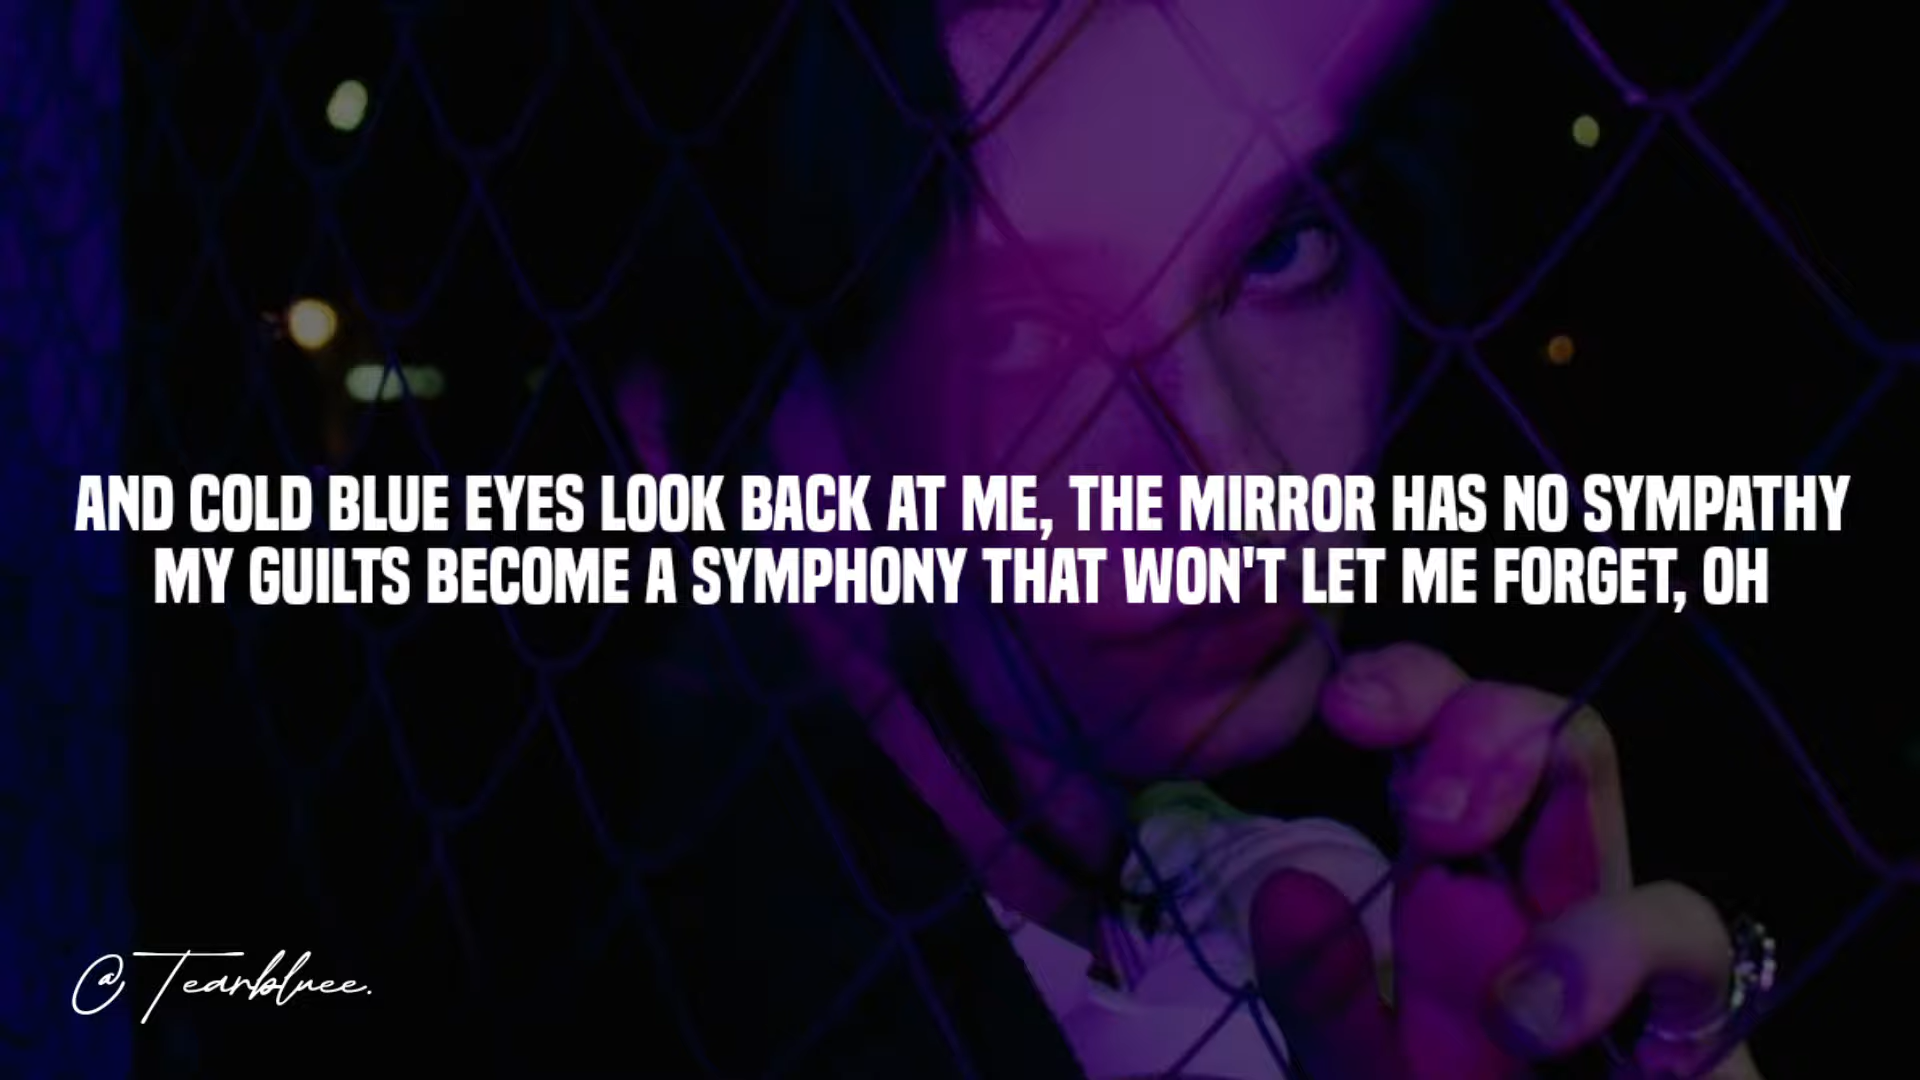 AND COLD BLUE EYES LOOK BACK AT ME, THE MIRROR HAS NO SYMPATHY
MY GUILTS BECOME A SYMPHONY THAT WON'T LET ME FORGET, OH
@Tearbluee.